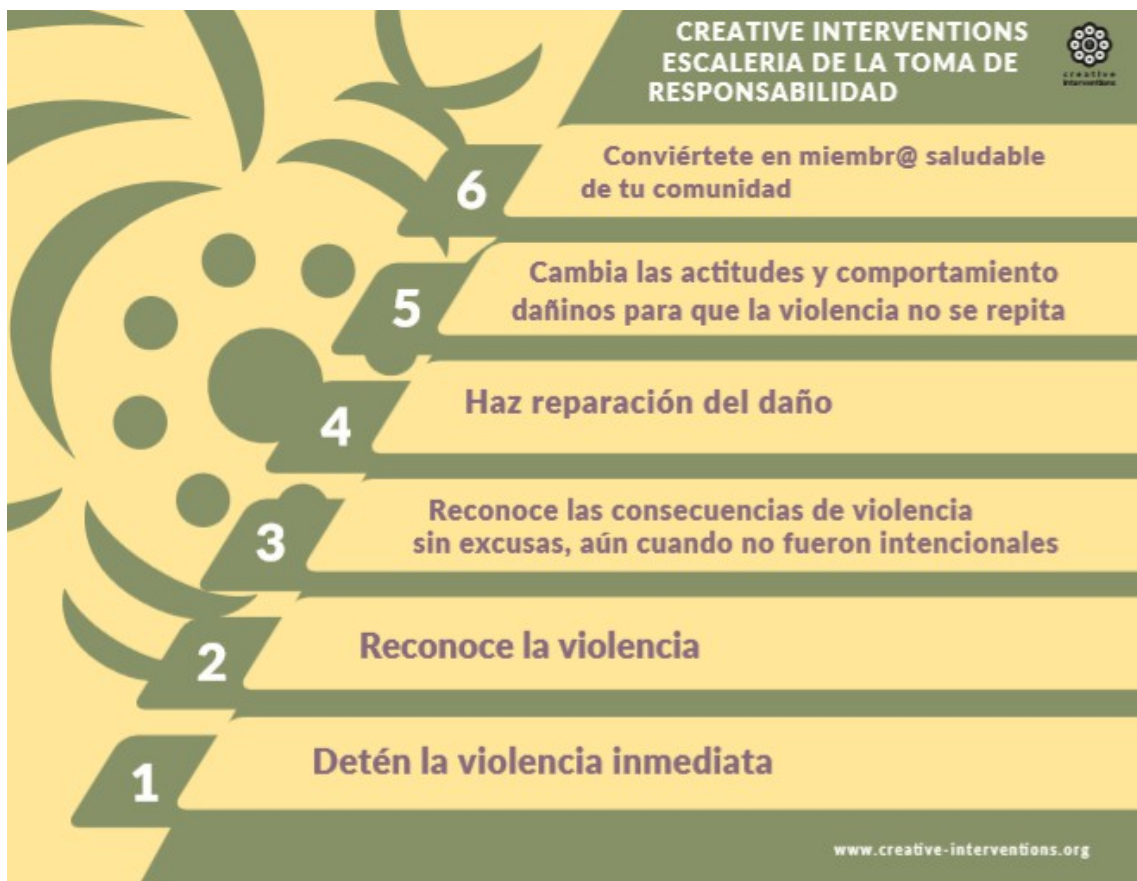 CREATIVE INTERVENTIONS
ESCALERIA DE LA TOMA DE
RESPONSABILIDAD
creative
interventions
6
Conviértete en miembr@ saludable
de tu comunidad
5
Cambia las actitudes y comportamiento
dañinos para que la violencia no se repita
4
Haz reparación del daño
3
Reconoce las consecuencias de violencia
sin excusas, aún cuando no fueron intencionales
2
Reconoce la violencia
1
Detén la violencia inmediata
www.creative-interventions.org